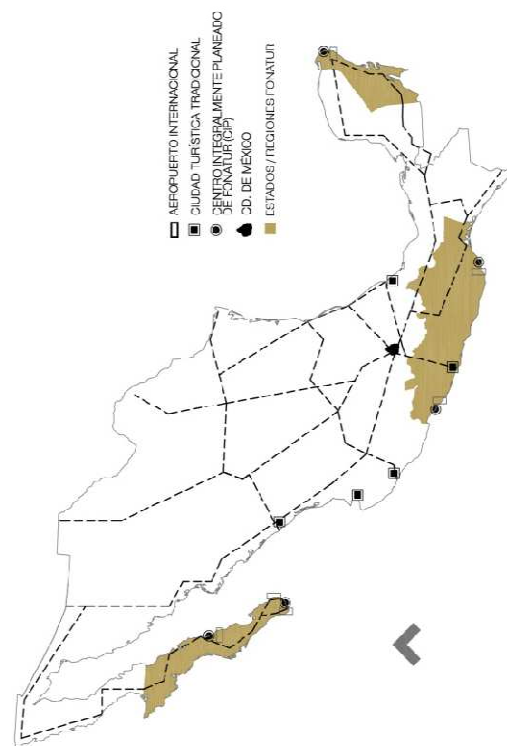 AEROPUERTO INTERNACIONAL
CIUDAD TURÍSTICA TRADICIONAL
CENTRO INTEGRALMENTE PLANEADO
DE FONATUR (CIP)
CD. DE MÉXICO
ESTADOS / REGIONES FONATUR